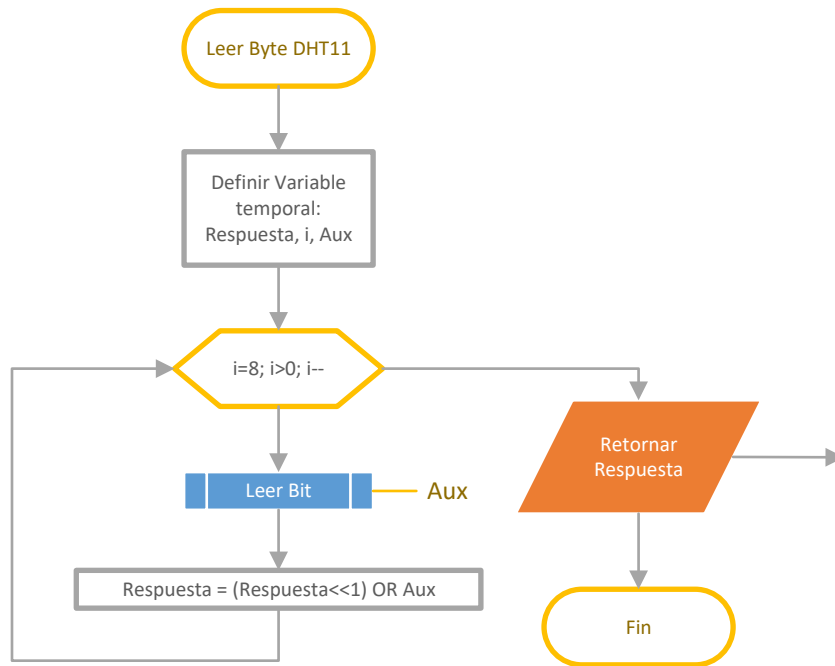 Leer Byte DHT11
Definir Variable
temporal:
Respuesta, i, Aux
i=8; i>0; i--
Leer Bit
Aux
Respuesta = (Respuesta<<1) OR Aux
Retornar
Respuesta
Fin